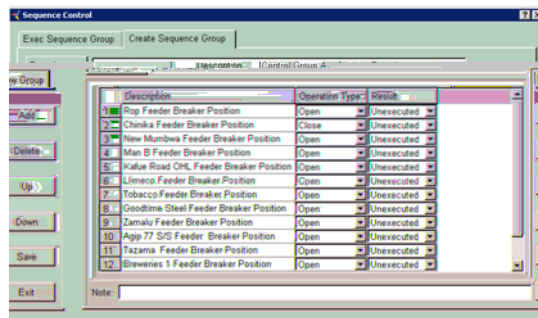 Sequence Control
Exec Sequence Group
Create Sequence Group
Description
Control Group A
New Group
Description Operation Type Result
1 Rop Feeder Breaker Position Open Unexecuted
2 Chinika Feeder Breaker Position Close Unexecuted
3 New Mumbwa Feeder Breaker Position Open Unexecuted
4 Man B Feeder Breaker Position Open Unexecuted
5 Kafue Road OHL Feeder Breaker Position Open Unexecuted
6 Feeder Breaker Position Open Unexecuted
7 Tobacco Feeder Breaker Position Open Unexecuted
8 Goodtime Steel Feeder Breaker Position Open Unexecuted
9 Zamalu Feeder Breaker Position Open Unexecuted
10 Agip 77 S/S Feeder Breaker Position Open Unexecuted
11 Tazama Feeder Breaker Position Open Unexecuted
12 Breweries 1 Feeder Breaker Position Open Unexecuted
Add
Delete
Up
Down
Save
Exit
Note: